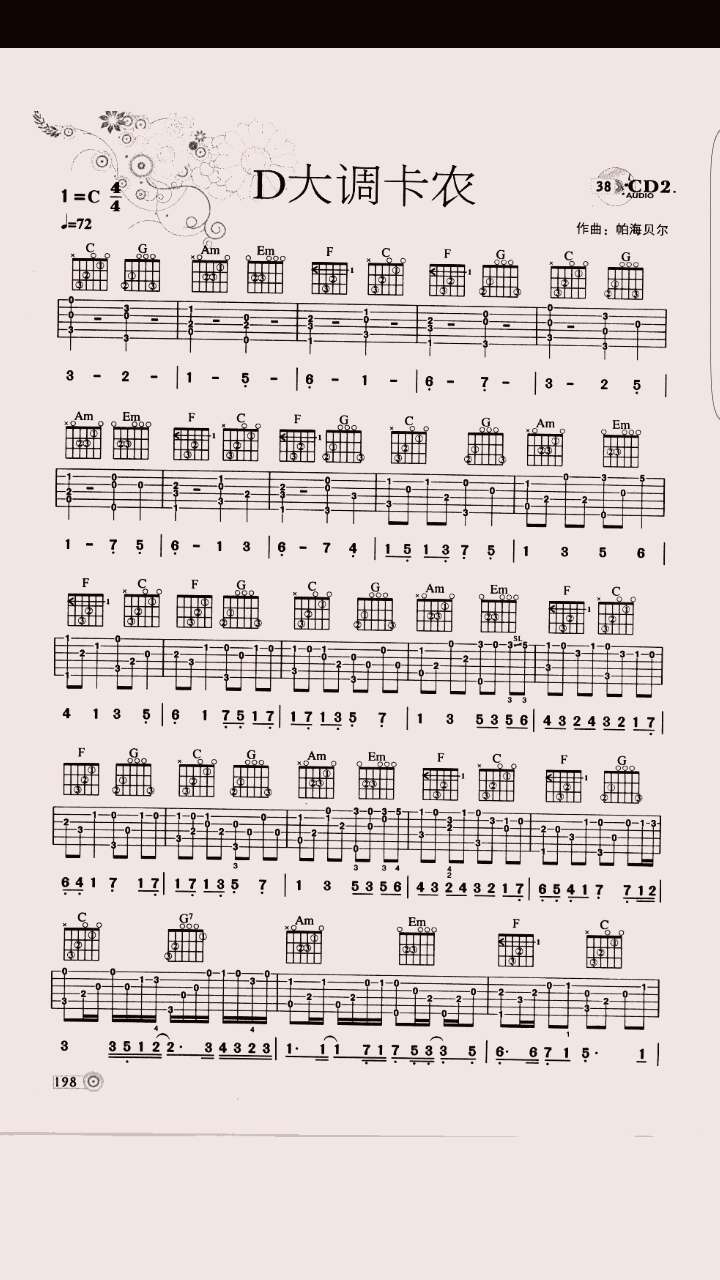 D大调卡农
1=C 4/4
38 CD2.
AUDIO
♩=72
作曲：帕海贝尔
C G Am Em F C F G C G
3 - 2 - | 1 - 5̣ - | 6̣ - 1 - | 6̣ - 7̣ - | 3 - 2 5̣ |
Am Em F C F G C G Am Em
1 - 7̣ 5̣ | 6̣ - 1 3 | 6̣ - 7 4̣ | 1 5̣ 1 3̣ 7̣ 5̣ | 1 3 5 6 |
F C F G C G Am Em F C
SL
4 1 3 5̣ | 6̣ 1 7̣ 5̣ 1 7̣ | 1 7̣ 1 3̣ 5̣ 7̣ | 1 3 5 3 5 6 | 4 3 2 4 3 2 1 7̣ |
F G C G Am Em F C F G
6̣ 4̣ 1 7̣ 1 7̣ | 1 7̣ 1 3̣ 5̣ 7̣ | 1 3 5 3 5 6 | 4 3 2 4 3 2 1 7̣ | 6̣ 5̣ 4̣ 1 7̣ 7̣ 1 2 |
C G7 Am Em F C
3 3 5̣ 1 2 2· 3 4 3 2 3 | 1· 1 1 7̣ 1 7̣ 5̣ 3̣ 3̣ 5̣ | 6̣· 6̣ 7̣ 1 5̣· 1 |
198